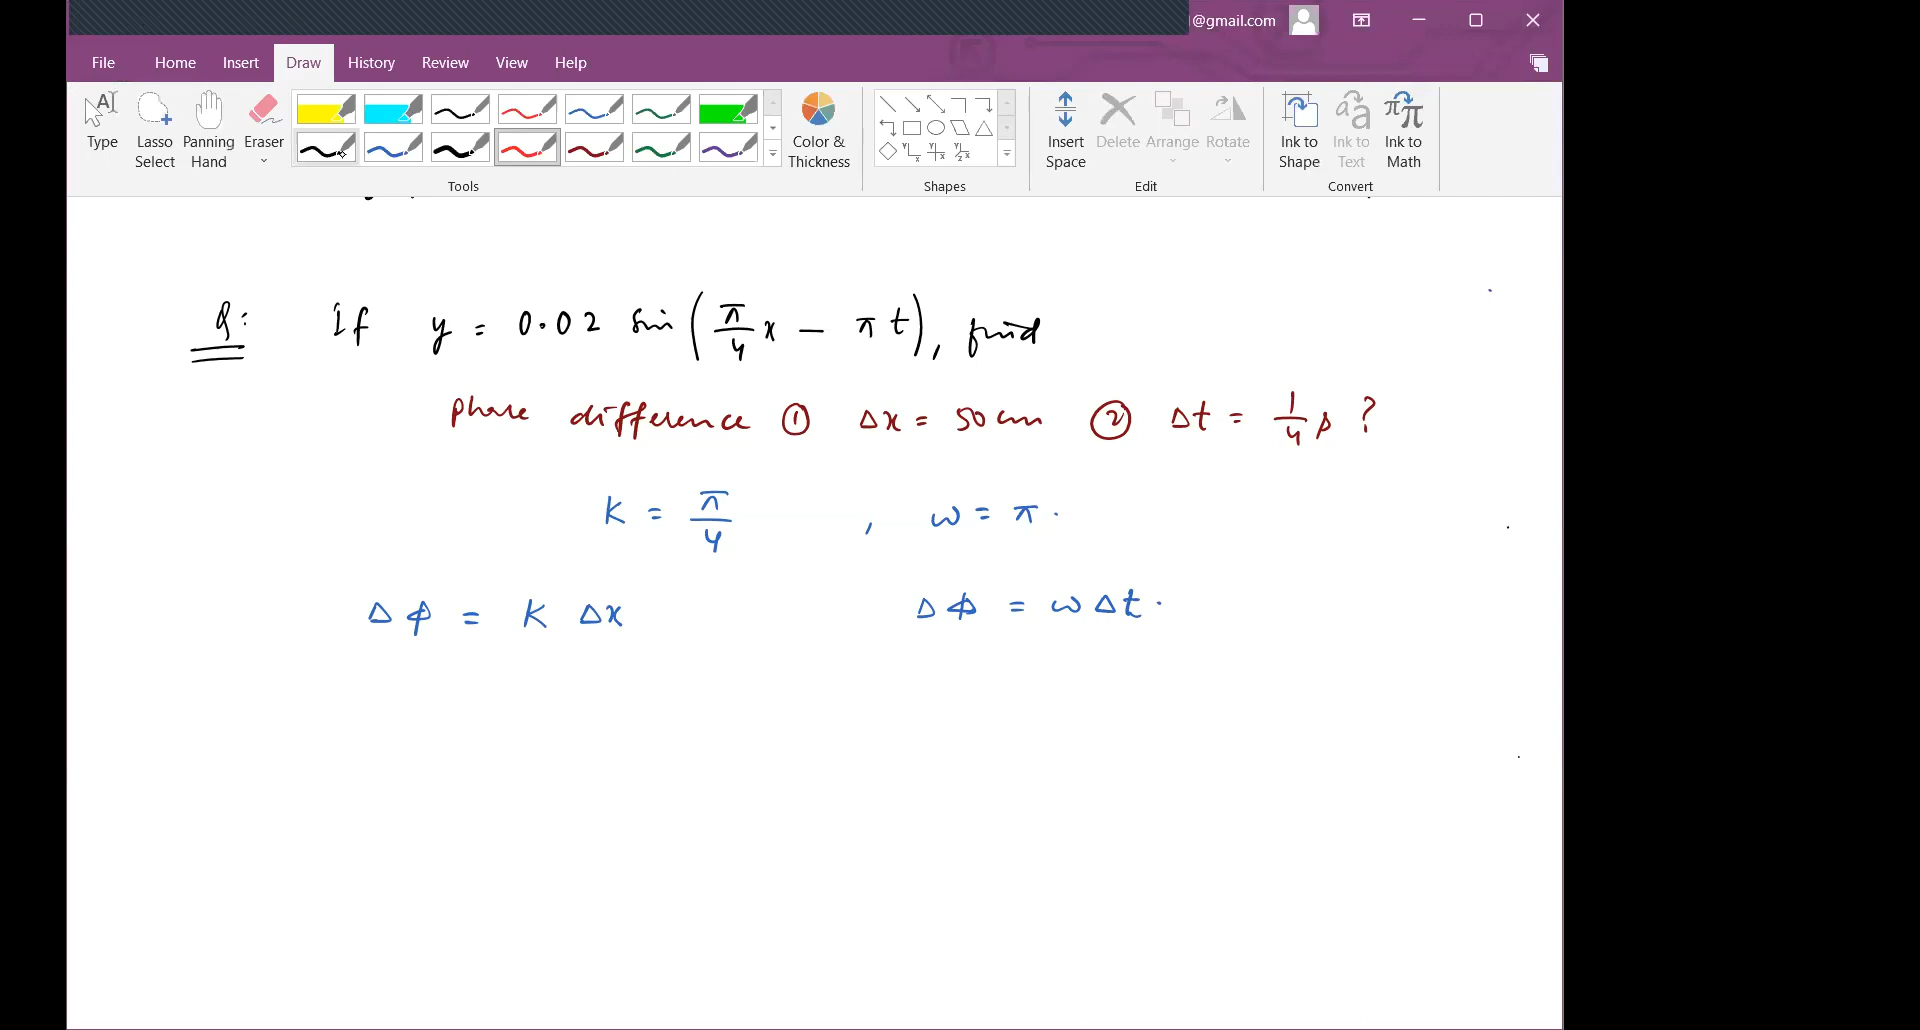 @gmail.com
File Home Insert Draw History Review View Help
Type Lasso Select Panning Hand Eraser Color & Thickness Insert Space Delete Arrange Rotate Ink to Shape Ink to Text Ink to Math
Tools Shapes Edit Convert
Q: If y = 0.02 sin(π/4 x − πt), find
phase difference ① Δx = 50 cm ② Δt = 1/4 s ?
K = π/4 , ω = π.
Δφ = K Δx Δφ = ω Δt.